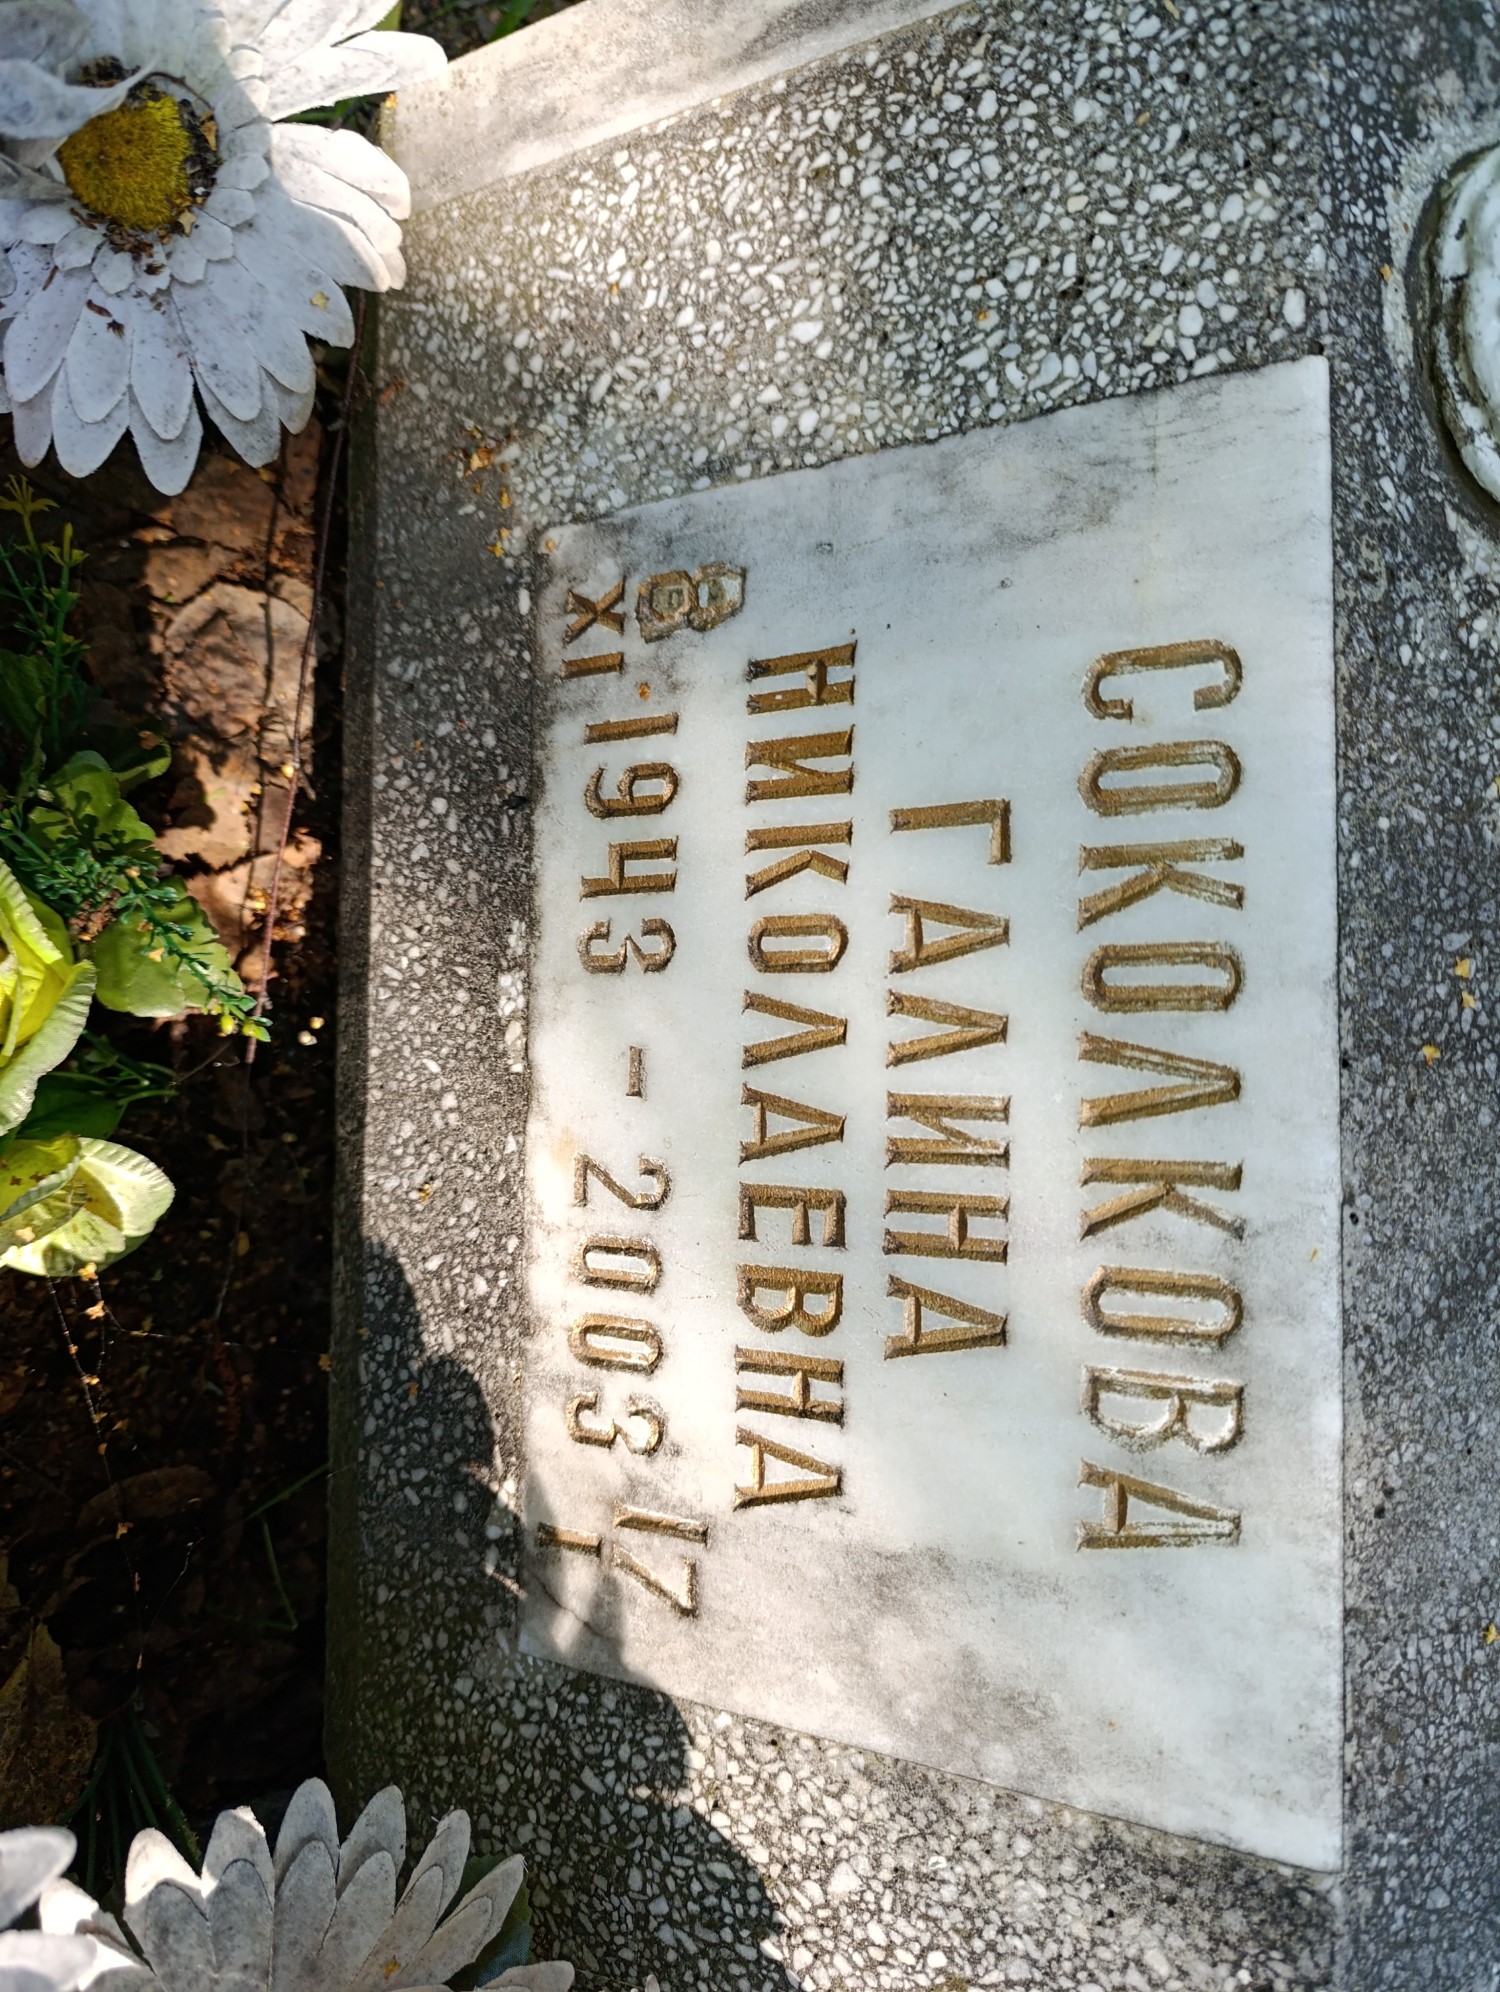 СОКОЛКОВА
ГАЛИНА
НИКОЛАЕВНА
8 XI 1943 - 2003 17 I